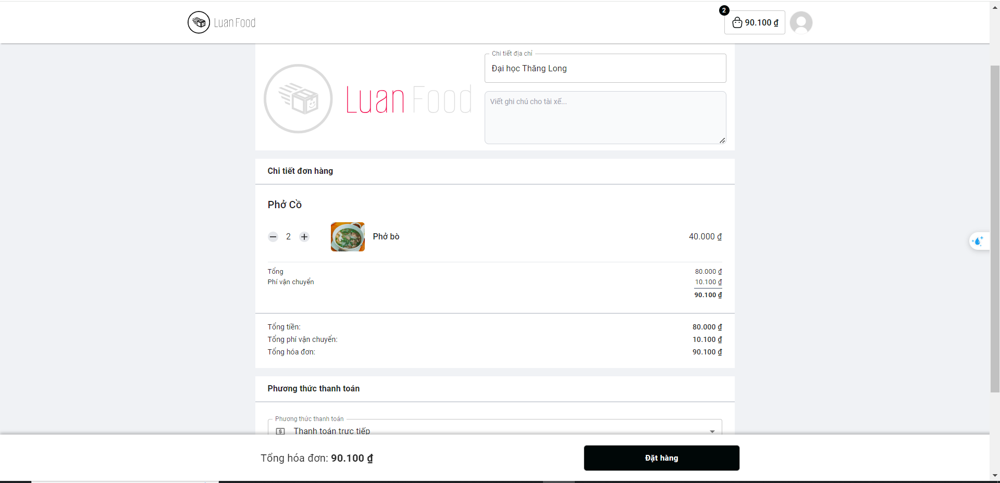 Luan Food
2
90.100 ₫
Chi tiết địa chỉ
Đại học Thăng Long
Luan Food
Viết ghi chú cho tài xế...
Chi tiết đơn hàng
Phở Cồ
2
Phở bò
40.000 ₫
Tổng
80.000 ₫
Phí vận chuyển
10.100 ₫
90.100 ₫
Tổng tiền:
80.000 ₫
Tổng phí vận chuyển:
10.100 ₫
Tổng hóa đơn:
90.100 ₫
Phương thức thanh toán
Phương thức thanh toán
Thanh toán trực tiếp
Tổng hóa đơn: 90.100 ₫
Đặt hàng